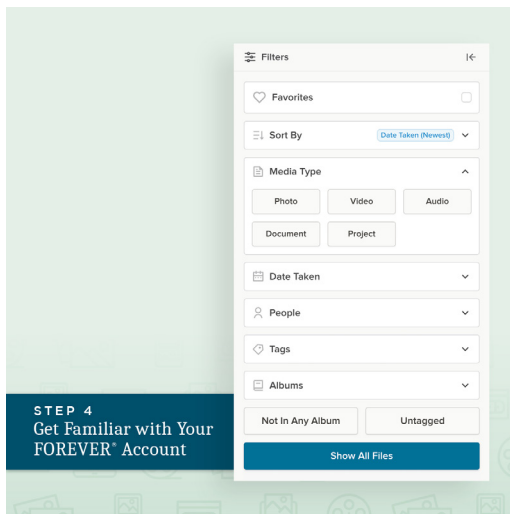 Filters
Favorites
Sort By Date Taken (Newest)
Media Type
Photo Video Audio
Document Project
Date Taken
People
Tags
Albums
Not In Any Album Untagged
Show All Files
STEP 4
Get Familiar with Your
FOREVER® Account